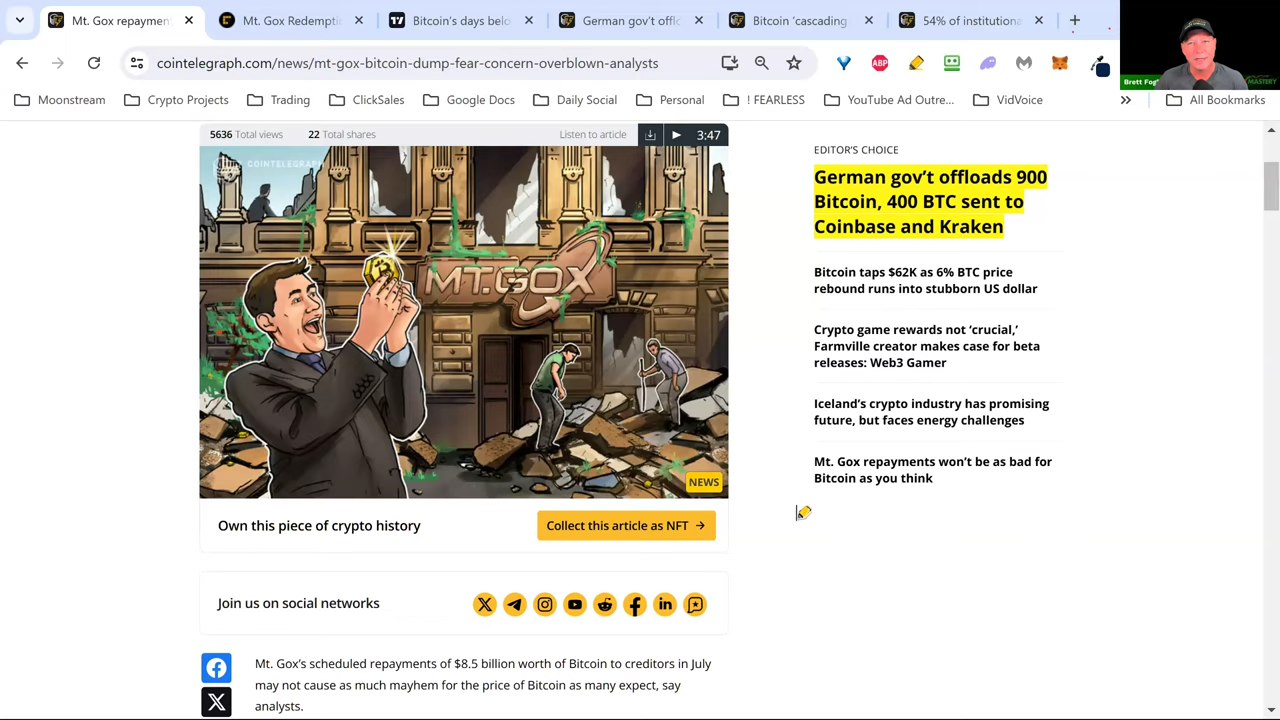 Mt. Gox repaymen
Mt. Gox Redempti
Bitcoin's days belo
German gov't offlo
Bitcoin 'cascading
54% of institutiona
cointelegraph.com/news/mt-gox-bitcoin-dump-fear-concern-overblown-analysts
ABP
Brett Fog
MASTERY
Moonstream
Crypto Projects
Trading
ClickSales
Google Docs
Daily Social
Personal
! FEARLESS
YouTube Ad Outre...
VidVoice
All Bookmarks
5636 Total views
22 Total shares
Listen to article
3:47
COINTELEGRAPH
MT.GOX
NEWS
Own this piece of crypto history
Collect this article as NFT
Join us on social networks
Mt. Gox's scheduled repayments of $8.5 billion worth of Bitcoin to creditors in July
may not cause as much mayhem for the price of Bitcoin as many expect, say
analysts.
EDITOR'S CHOICE
German gov't offloads 900
Bitcoin, 400 BTC sent to
Coinbase and Kraken
Bitcoin taps $62K as 6% BTC price
rebound runs into stubborn US dollar
Crypto game rewards not 'crucial,'
Farmville creator makes case for beta
releases: Web3 Gamer
Iceland's crypto industry has promising
future, but faces energy challenges
Mt. Gox repayments won't be as bad for
Bitcoin as you think